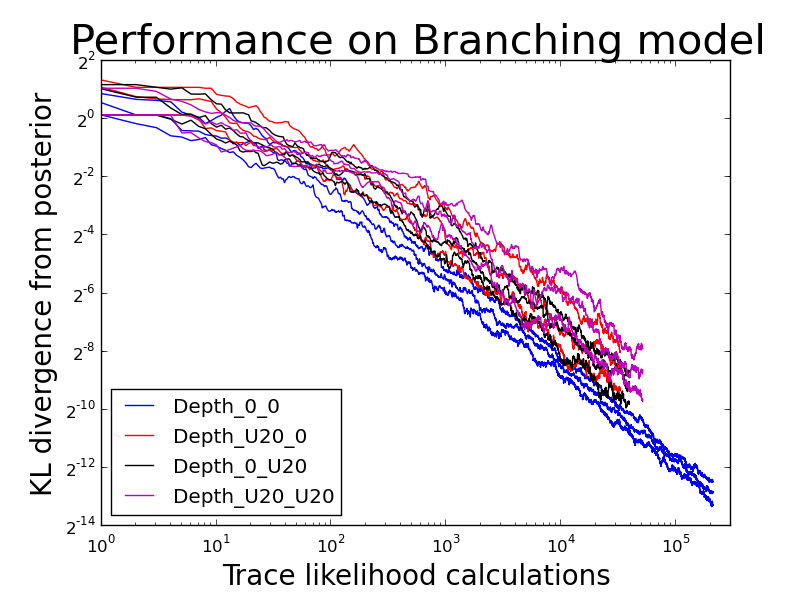 Performance on Branching model
KL divergence from posterior
2^2
2^0
2^-2
2^-4
2^-6
2^-8
2^-10
2^-12
2^-14
Depth_0_0
Depth_U20_0
Depth_0_U20
Depth_U20_U20
10^0 10^1 10^2 10^3 10^4 10^5
Trace likelihood calculations